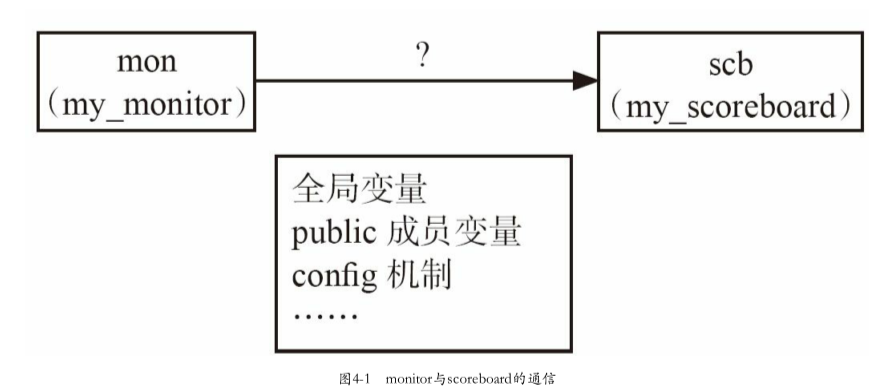 ?
mon
(my_monitor)
scb
(my_scoreboard)
全局变量
public 成员变量
config 机制
······
图4-1 monitor与scoreboard的通信